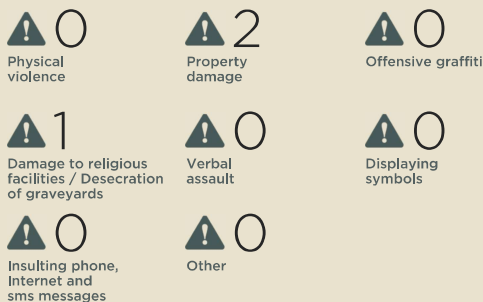 0
Physical
violence
2
Property
damage
0
Offensive graffiti
1
Damage to religious
facilities / Desecration
of graveyards
0
Verbal
assault
0
Displaying
symbols
0
Insulting phone,
Internet and
sms messages
0
Other